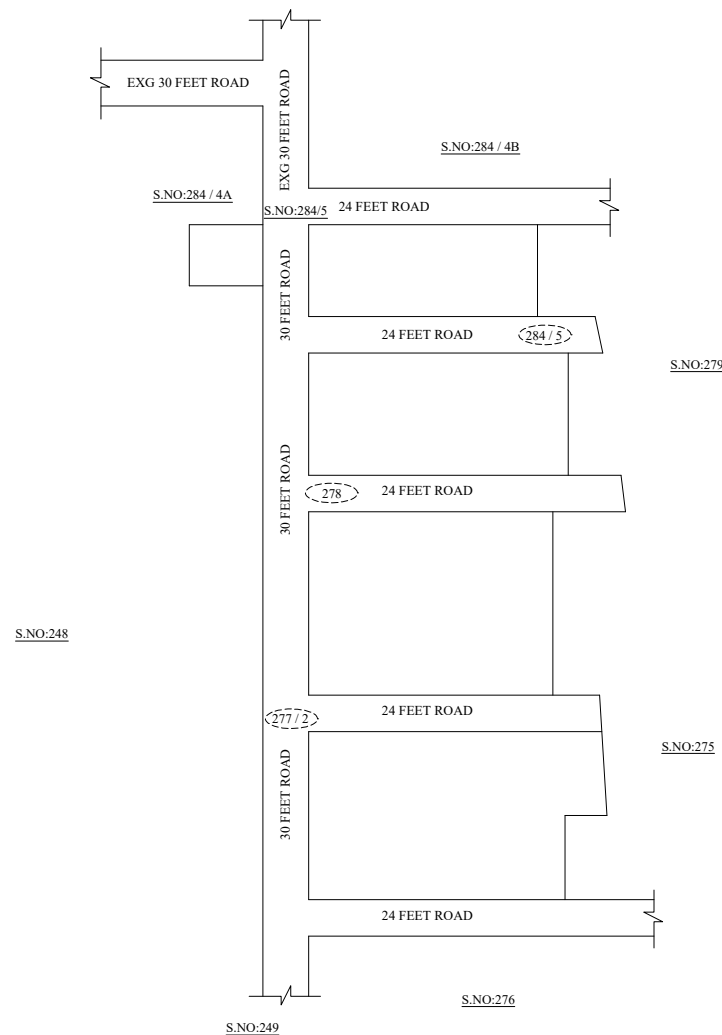 EXG 30 FEET ROAD
EXG 30 FEET ROAD
S.NO:284 / 4B
S.NO:284 / 4A
S.NO:284/5
24 FEET ROAD
30 FEET ROAD
24 FEET ROAD
284 / 5
S.NO:279
30 FEET ROAD
278
24 FEET ROAD
S.NO:248
277 / 2
24 FEET ROAD
S.NO:275
30 FEET ROAD
24 FEET ROAD
S.NO:276
S.NO:249